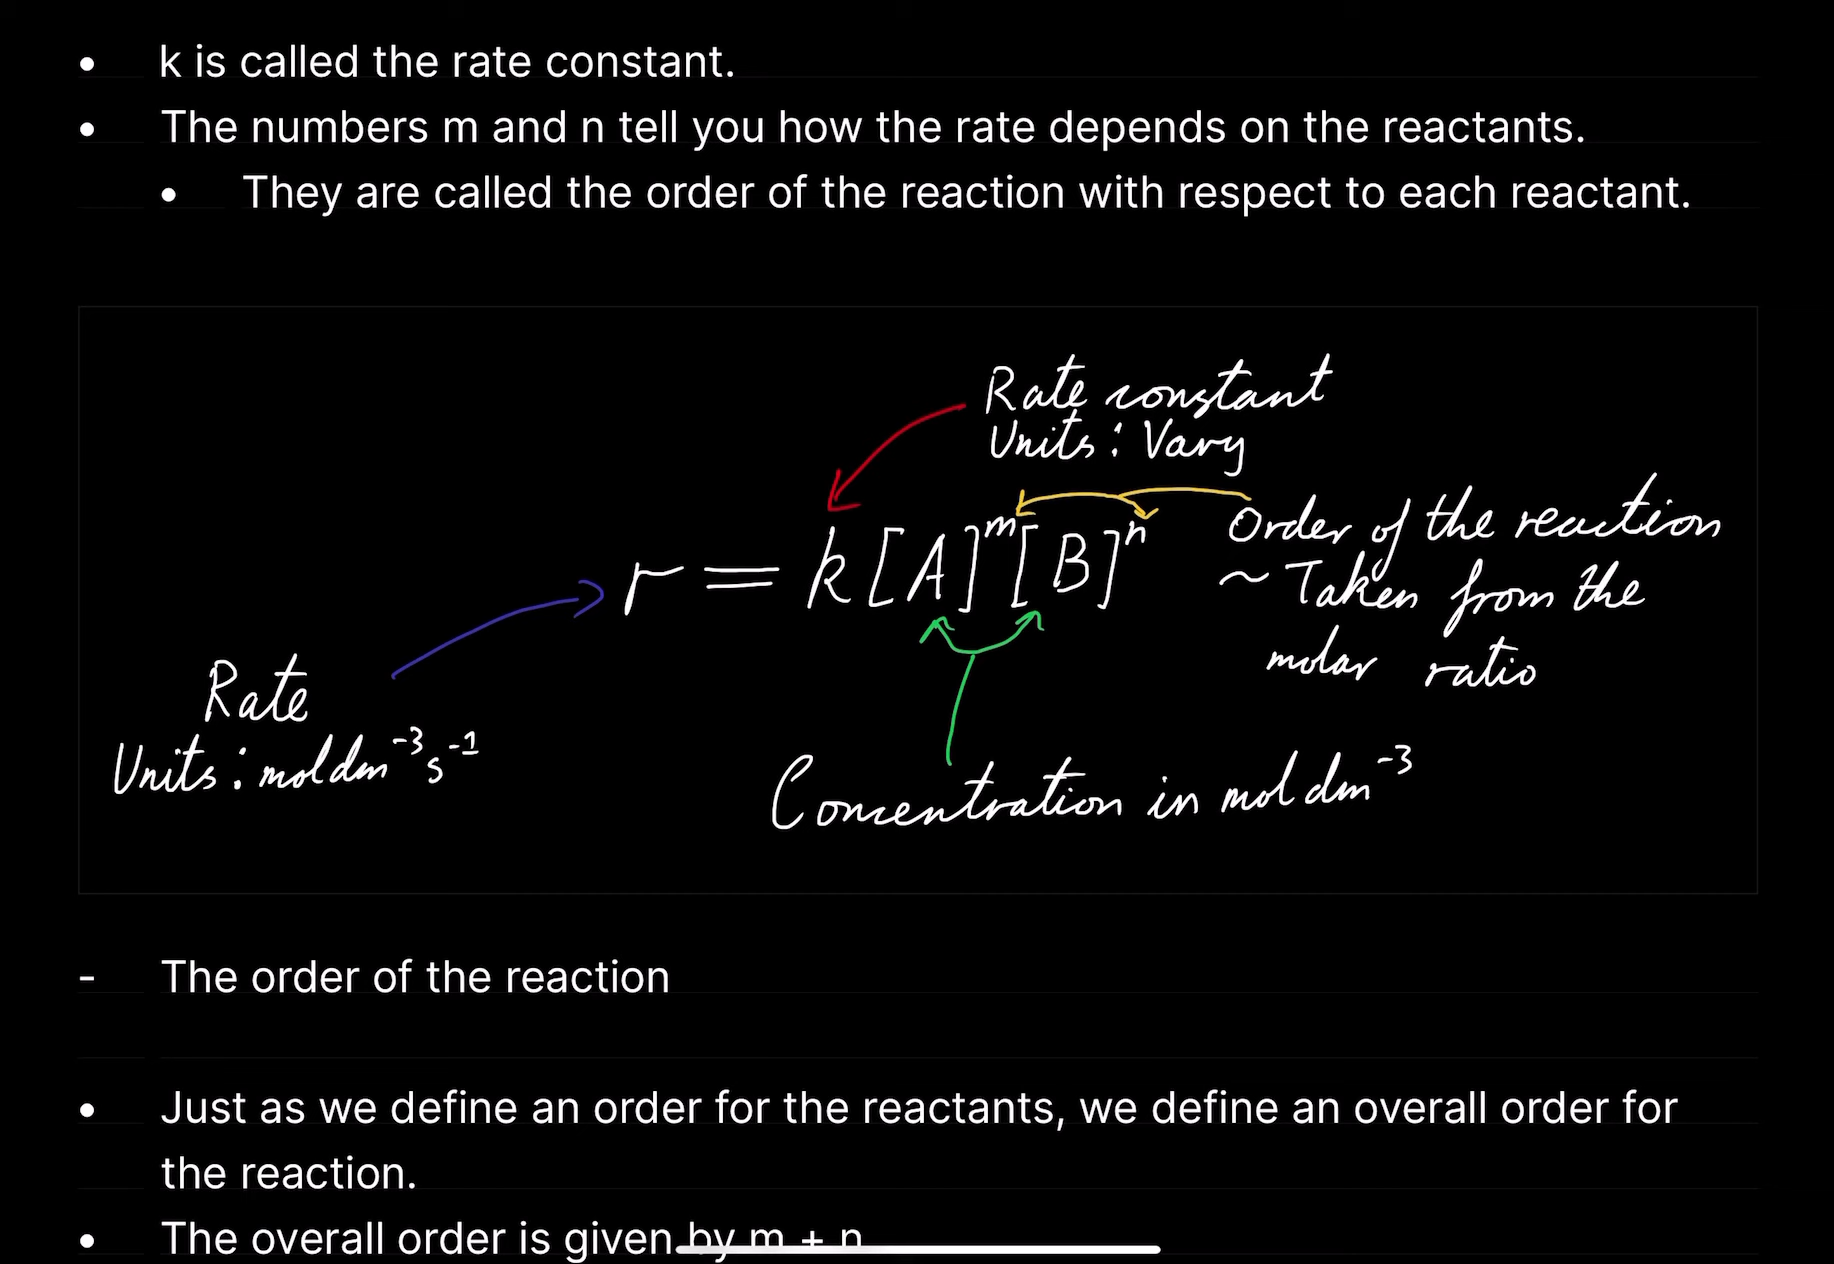 • k is called the rate constant.
• The numbers m and n tell you how the rate depends on the reactants.
• They are called the order of the reaction with respect to each reactant.
Rate constant
Units: Vary
r = k[A]ᵐ[B]ⁿ
Order of the reaction
~ Taken from the
molar ratio
Rate
Units: mol dm⁻³ s⁻¹
Concentration in mol dm⁻³
- The order of the reaction
• Just as we define an order for the reactants, we define an overall order for
the reaction.
• The overall order is given by m + n